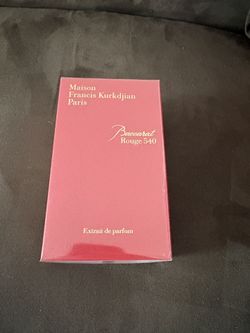 Maison
Francis Kurkdjian
Paris
Baccarat
Rouge 540
Extrait de parfum